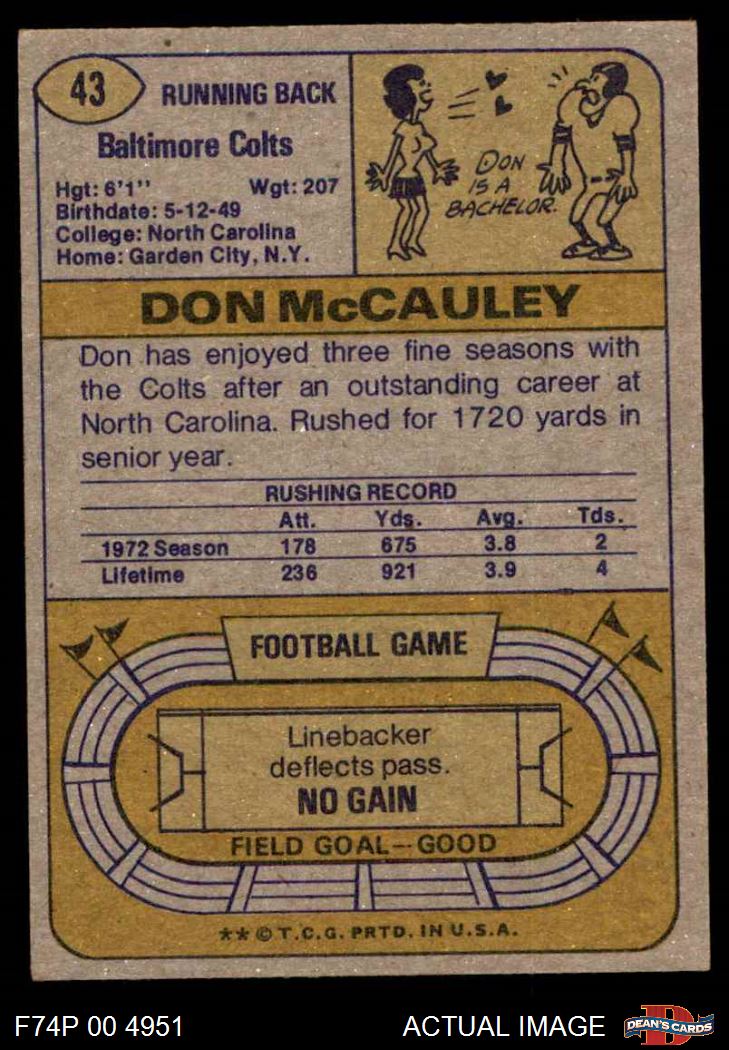 43
RUNNING BACK
Baltimore Colts
Hgt: 6'1" Wgt: 207
Birthdate: 5-12-49
College: North Carolina
Home: Garden City, N.Y.
DON
IS A
BACHELOR.
DON McCAULEY
Don has enjoyed three fine seasons with
the Colts after an outstanding career at
North Carolina. Rushed for 1720 yards in
senior year.
RUSHING RECORD
Att. Yds. Avg. Tds.
1972 Season 178 675 3.8 2
Lifetime 236 921 3.9 4
FOOTBALL GAME
Linebacker
deflects pass.
NO GAIN
FIELD GOAL--GOOD
**© T.C.G. PRTD. IN U.S.A.
F74P 00 4951 ACTUAL IMAGE
D
DEAN'S CARDS